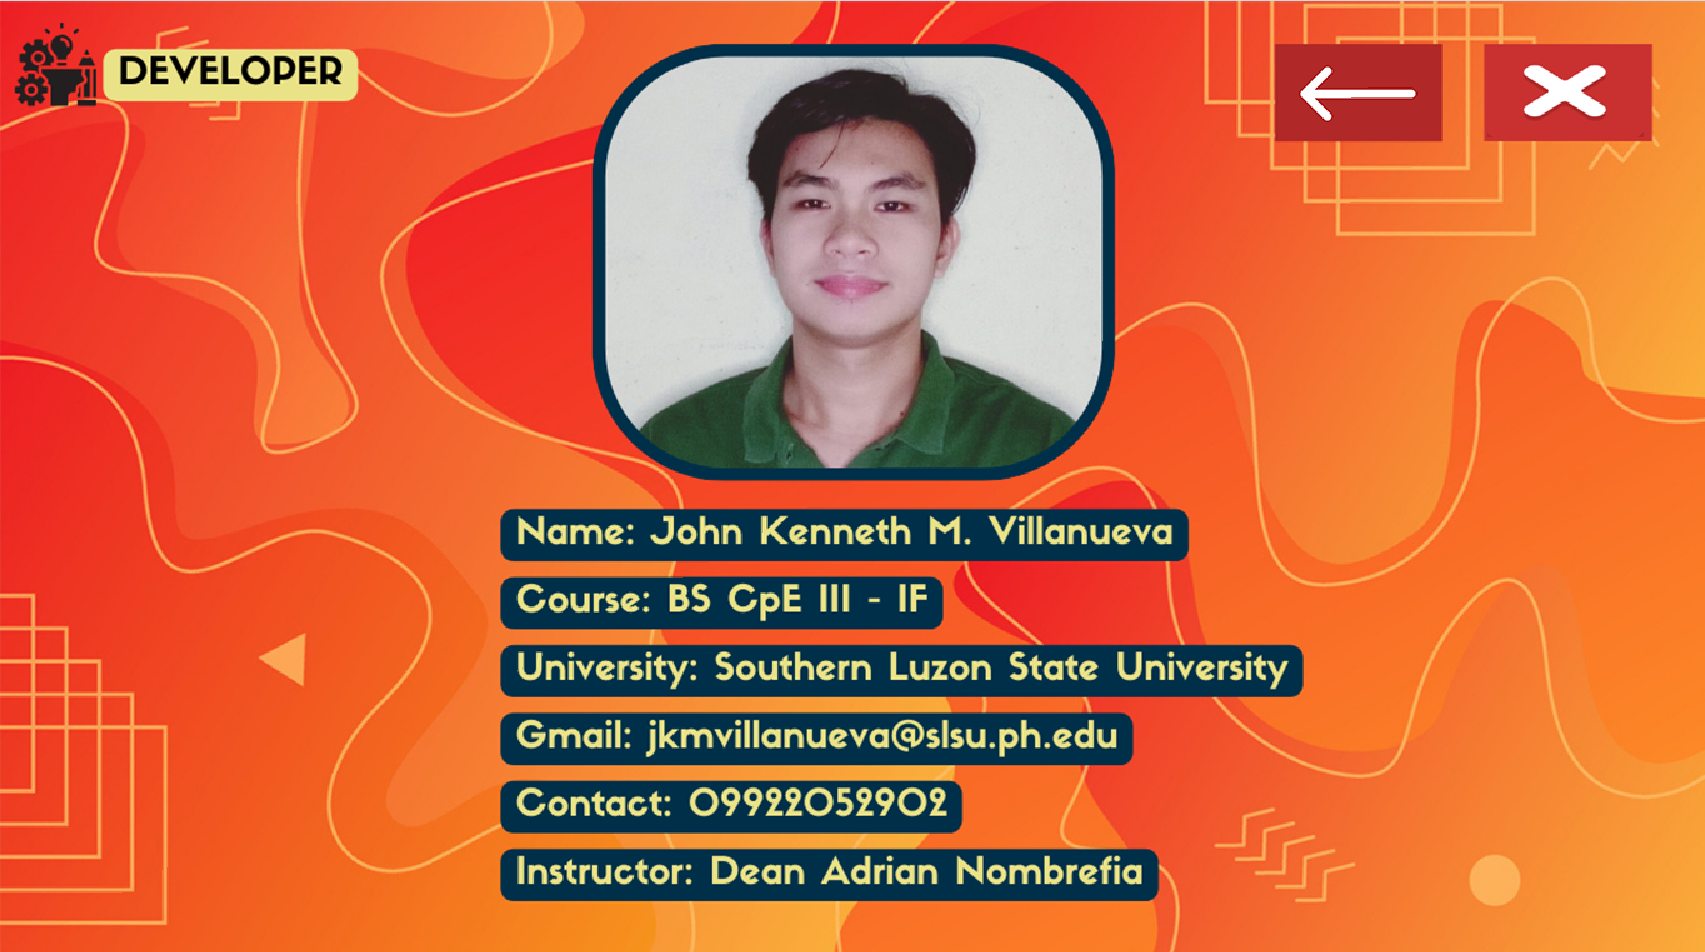 DEVELOPER
Name: John Kenneth M. Villanueva
Course: BS CpE III - IF
University: Southern Luzon State University
Gmail: jkmvillanueva@slsu.ph.edu
Contact: 09922052902
Instructor: Dean Adrian Nombrefia